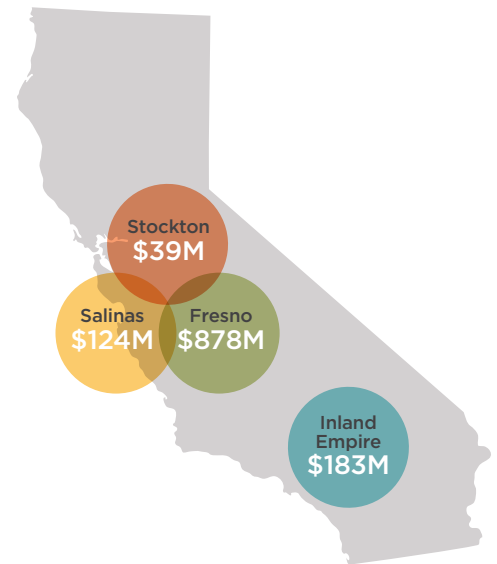 Stockton
$39M
Salinas
$124M
Fresno
$878M
Inland
Empire
$183M